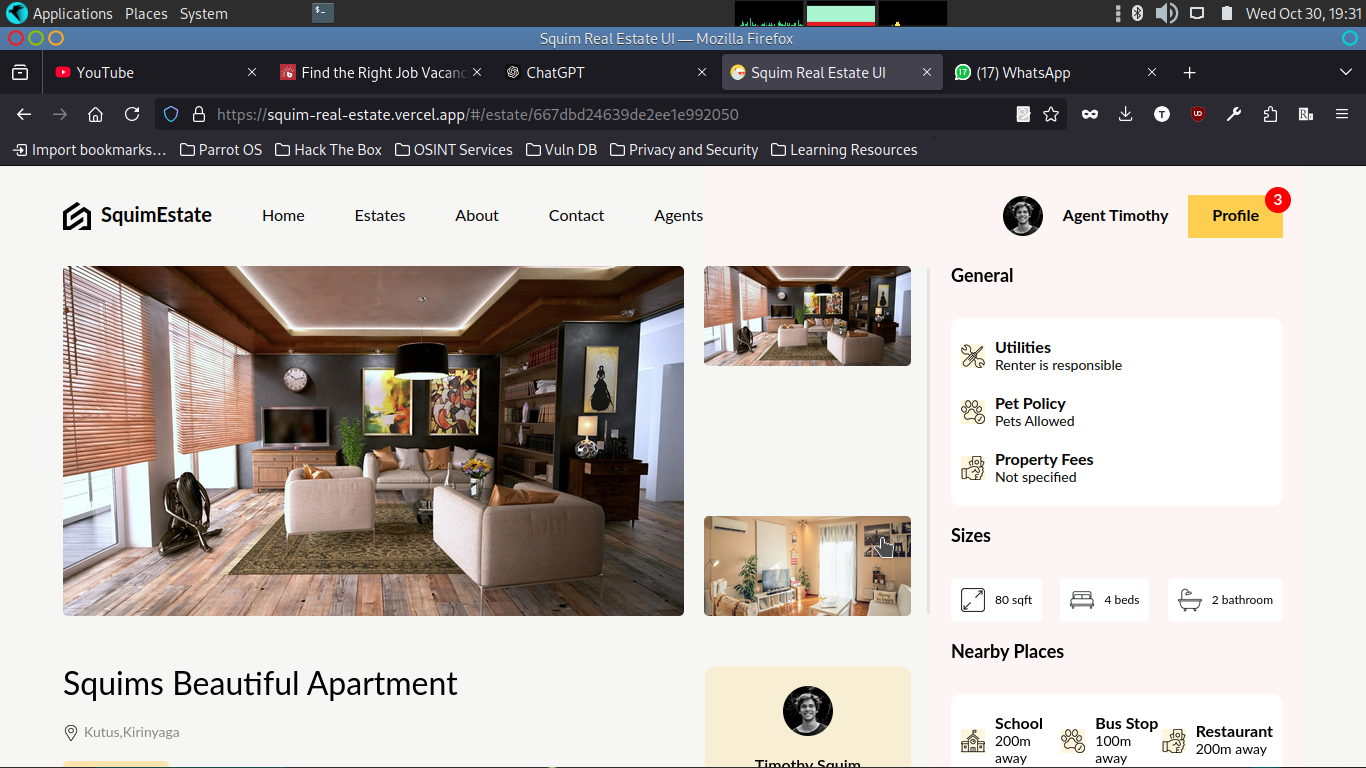 Applications Places System
Wed Oct 30, 19:31
Squim Real Estate UI — Mozilla Firefox
YouTube
Find the Right Job Vacanc
ChatGPT
Squim Real Estate UI
17 (17) WhatsApp
https://squim-real-estate.vercel.app/#/estate/667dbd24639de2ee1e992050
Import bookmarks...
Parrot OS
Hack The Box
OSINT Services
Vuln DB
Privacy and Security
Learning Resources
SquimEstate
Home
Estates
About
Contact
Agents
Agent Timothy
Profile
3
General
Utilities
Renter is responsible
Pet Policy
Pets Allowed
Property Fees
Not specified
Sizes
80 sqft
4 beds
2 bathroom
Nearby Places
School
200m
away
Bus Stop
100m
away
Restaurant
200m away
Squims Beautiful Apartment
Kutus,Kirinyaga
Timothy Squim